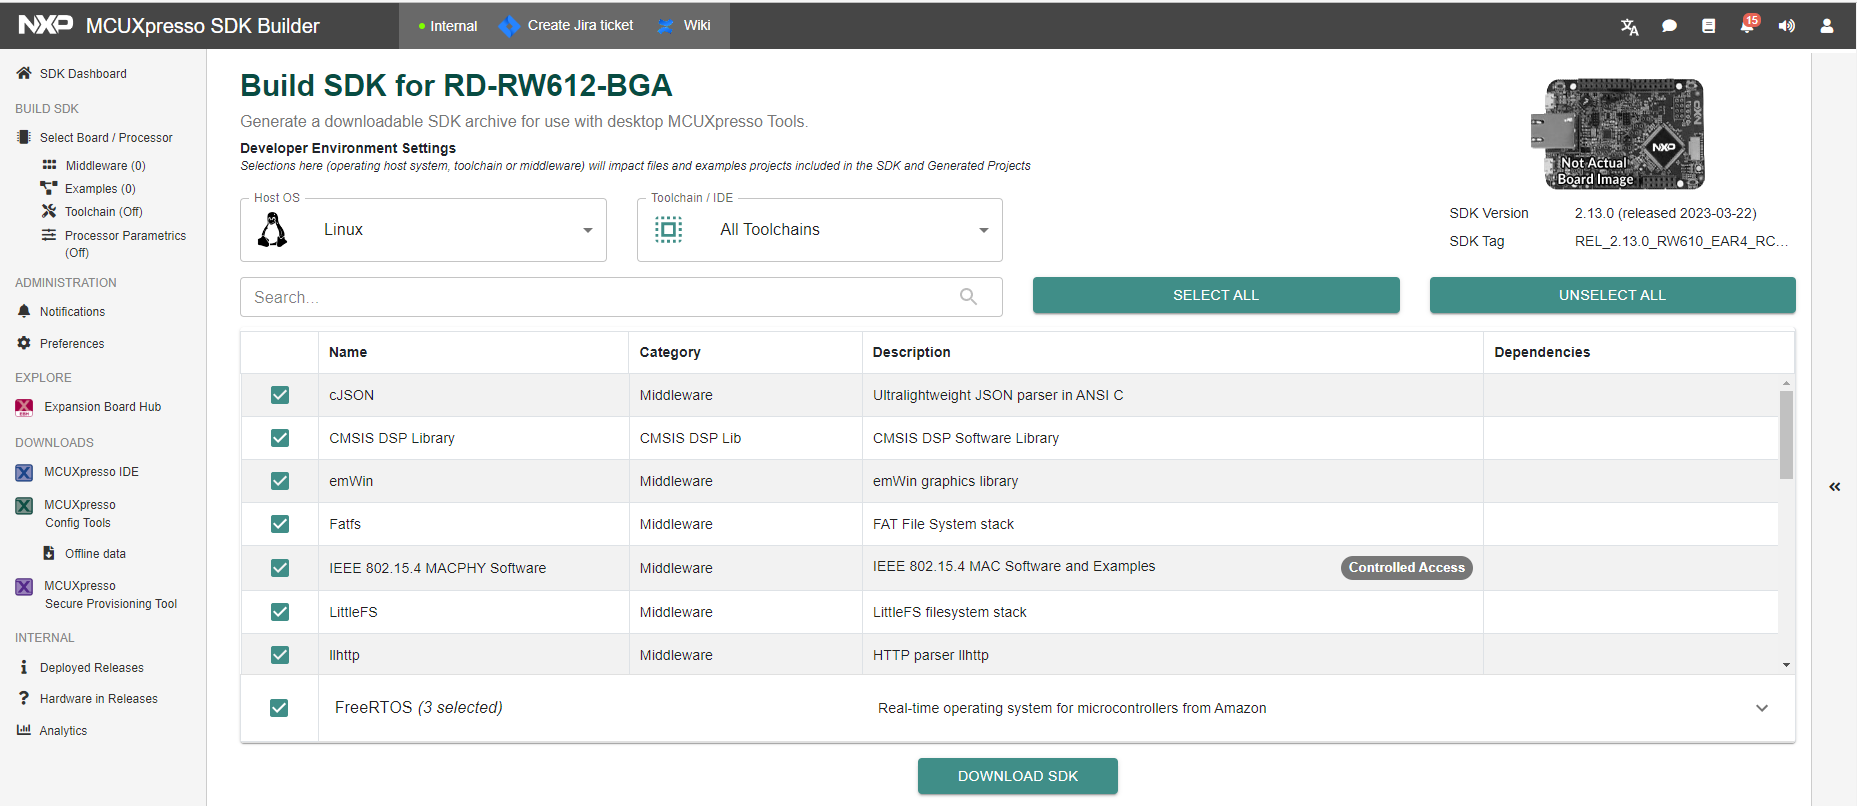 NXP MCUXpresso SDK Builder
Internal Create Jira ticket Wiki
15
SDK Dashboard
BUILD SDK
Select Board / Processor
Middleware (0)
Examples (0)
Toolchain (Off)
Processor Parametrics
(Off)
ADMINISTRATION
Notifications
Preferences
EXPLORE
Expansion Board Hub
DOWNLOADS
MCUXpresso IDE
MCUXpresso
Config Tools
Offline data
MCUXpresso
Secure Provisioning Tool
INTERNAL
Deployed Releases
Hardware in Releases
Analytics
Build SDK for RD-RW612-BGA
Generate a downloadable SDK archive for use with desktop MCUXpresso Tools.
Developer Environment Settings
Selections here (operating host system, toolchain or middleware) will impact files and examples projects included in the SDK and Generated Projects
NXP
Not Actual
Board Image
Host OS
Linux
Toolchain / IDE
All Toolchains
SDK Version 2.13.0 (released 2023-03-22)
SDK Tag REL_2.13.0_RW610_EAR4_RC...
Search...
SELECT ALL
UNSELECT ALL
Name Category Description Dependencies
cJSON Middleware Ultralightweight JSON parser in ANSI C
CMSIS DSP Library CMSIS DSP Lib CMSIS DSP Software Library
emWin Middleware emWin graphics library
Fatfs Middleware FAT File System stack
IEEE 802.15.4 MACPHY Software Middleware IEEE 802.15.4 MAC Software and Examples Controlled Access
LittleFS Middleware LittleFS filesystem stack
llhttp Middleware HTTP parser llhttp
FreeRTOS (3 selected) Real-time operating system for microcontrollers from Amazon
DOWNLOAD SDK